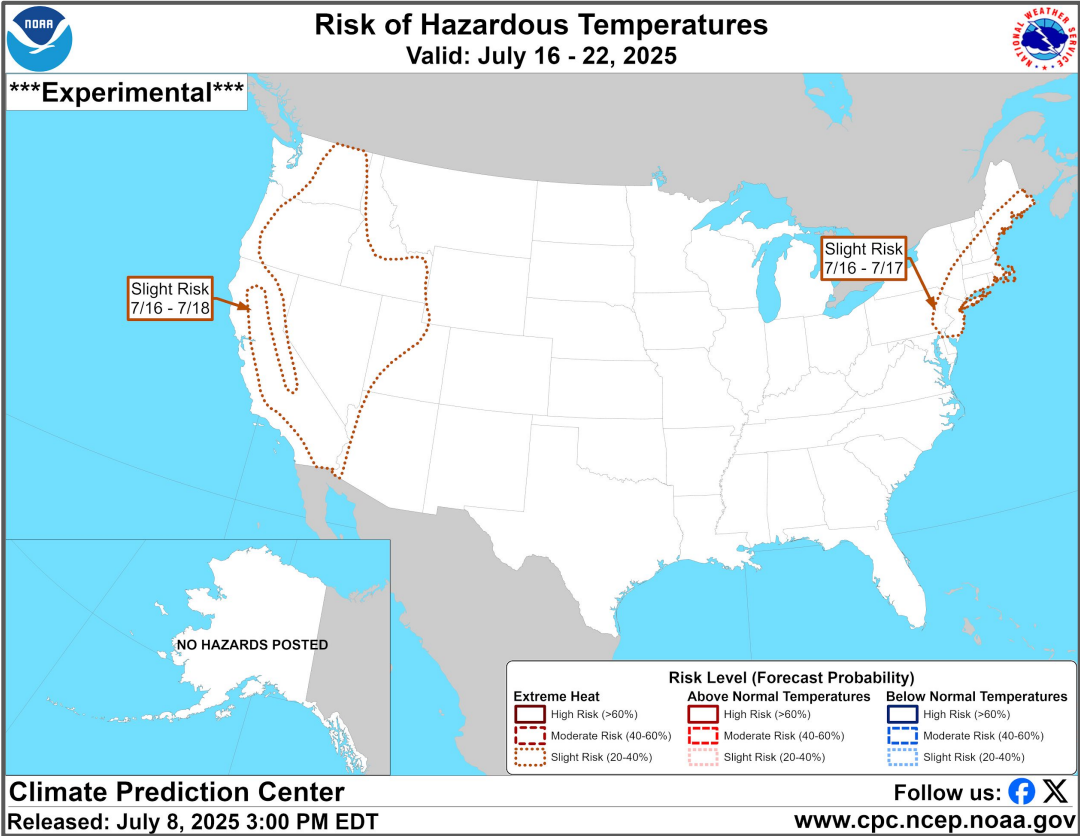 NOAA
Risk of Hazardous Temperatures
Valid: July 16 - 22, 2025
NATIONAL WEATHER SERVICE
***Experimental***
Slight Risk
7/16 - 7/17
Slight Risk
7/16 - 7/18
NO HAZARDS POSTED
Risk Level (Forecast Probability)
Extreme Heat
High Risk (>60%)
Moderate Risk (40-60%)
Slight Risk (20-40%)
Above Normal Temperatures
High Risk (>60%)
Moderate Risk (40-60%)
Slight Risk (20-40%)
Below Normal Temperatures
High Risk (>60%)
Moderate Risk (40-60%)
Slight Risk (20-40%)
Climate Prediction Center
Follow us:
Released: July 8, 2025 3:00 PM EDT
www.cpc.ncep.noaa.gov